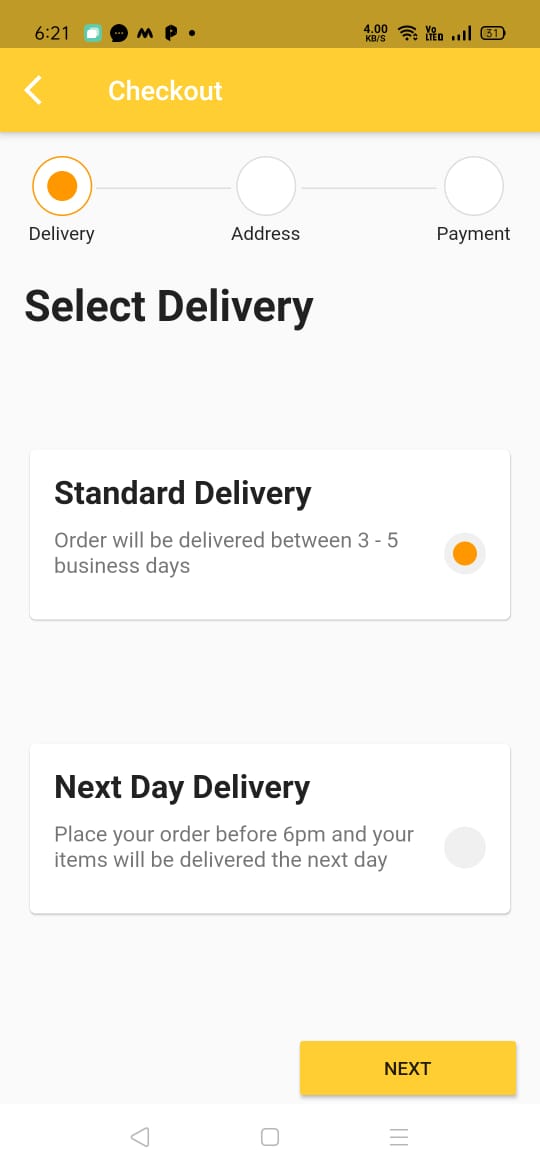 6:21
4.00
KB/S
Vo
LTED
31
Checkout
Delivery
Address
Payment
Select Delivery
Standard Delivery
Order will be delivered between 3 - 5
business days
Next Day Delivery
Place your order before 6pm and your
items will be delivered the next day
NEXT